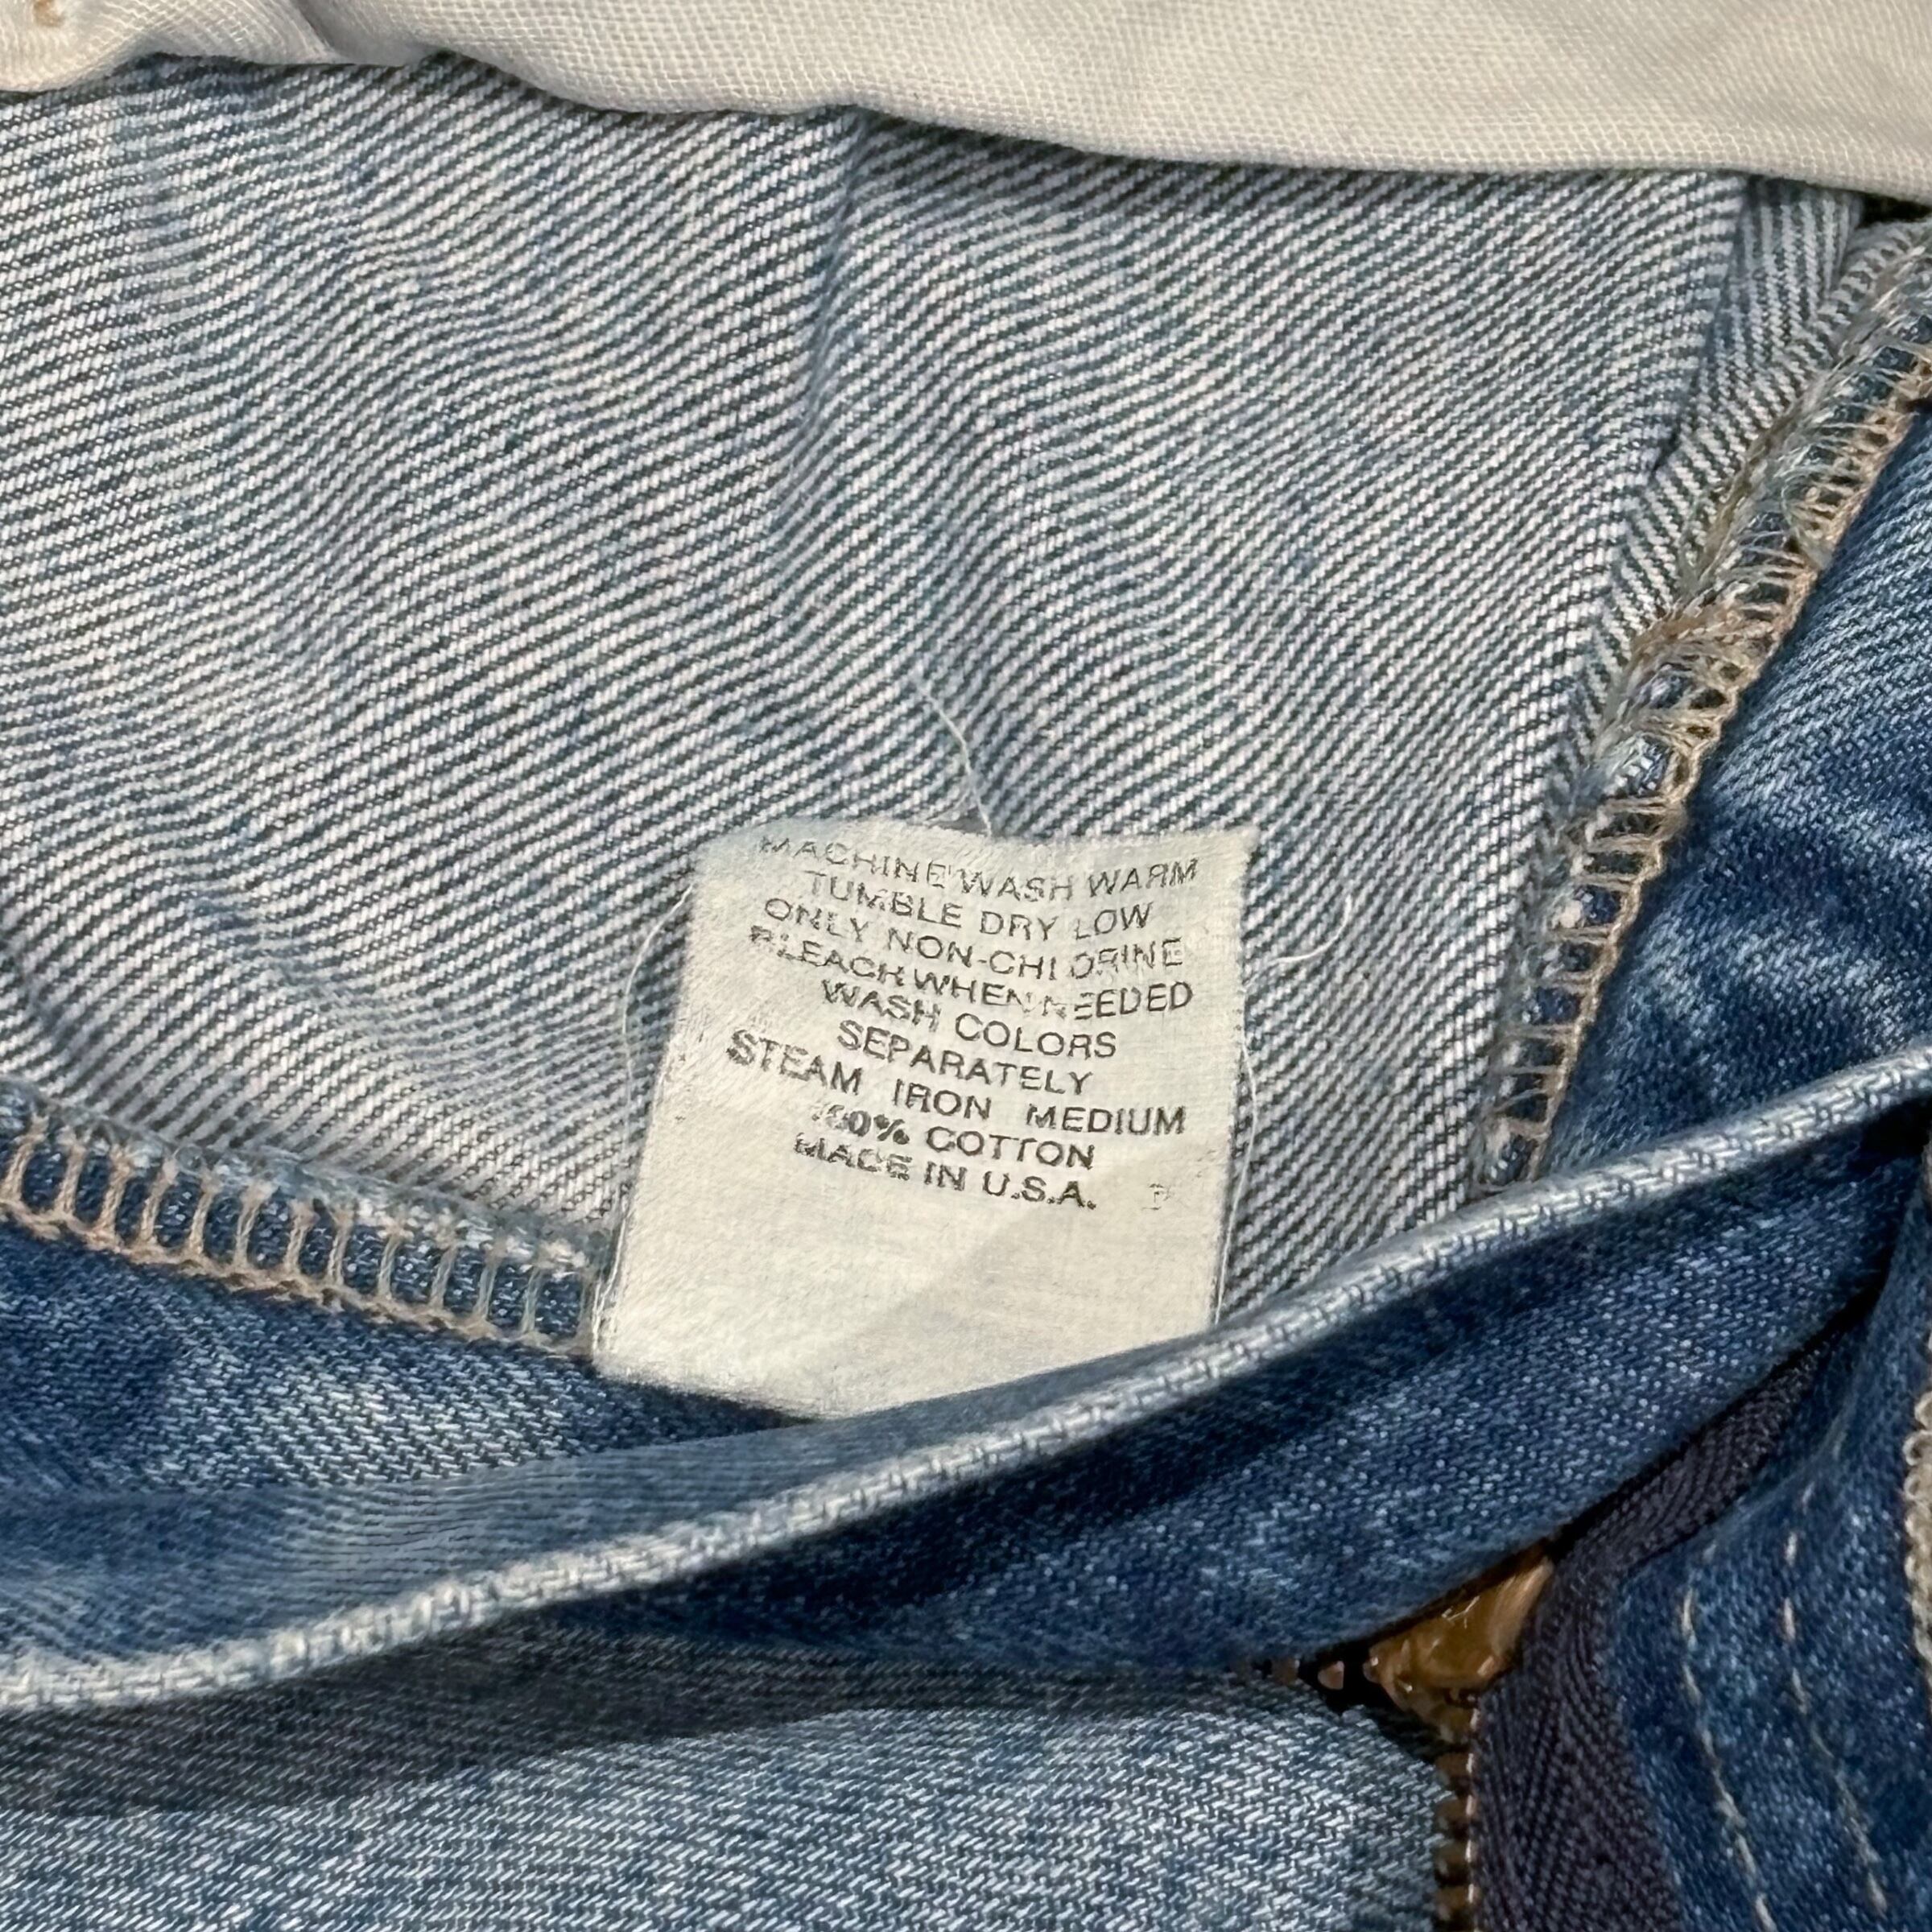 MACHINE WASH WARM
TUMBLE DRY LOW
ONLY NON-CHLORINE
BLEACH WHEN NEEDED
WASH COLORS
SEPARATELY
STEAM IRON MEDIUM
100% COTTON
MADE IN U.S.A.